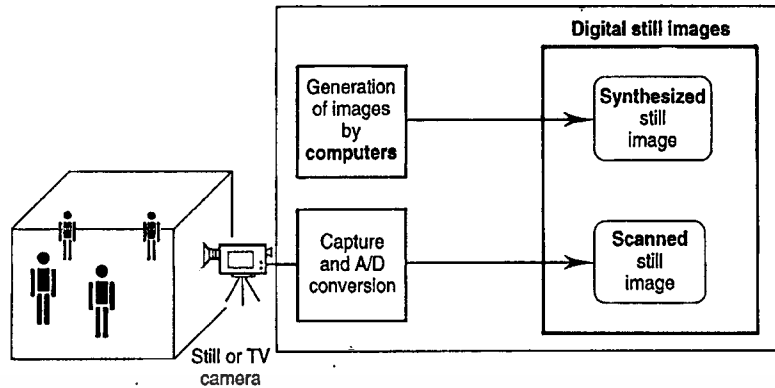 Digital still images
Generation
of images
by
computers
Synthesized
still
image
Capture
and A/D
conversion
Scanned
still
image
Still or TV
camera